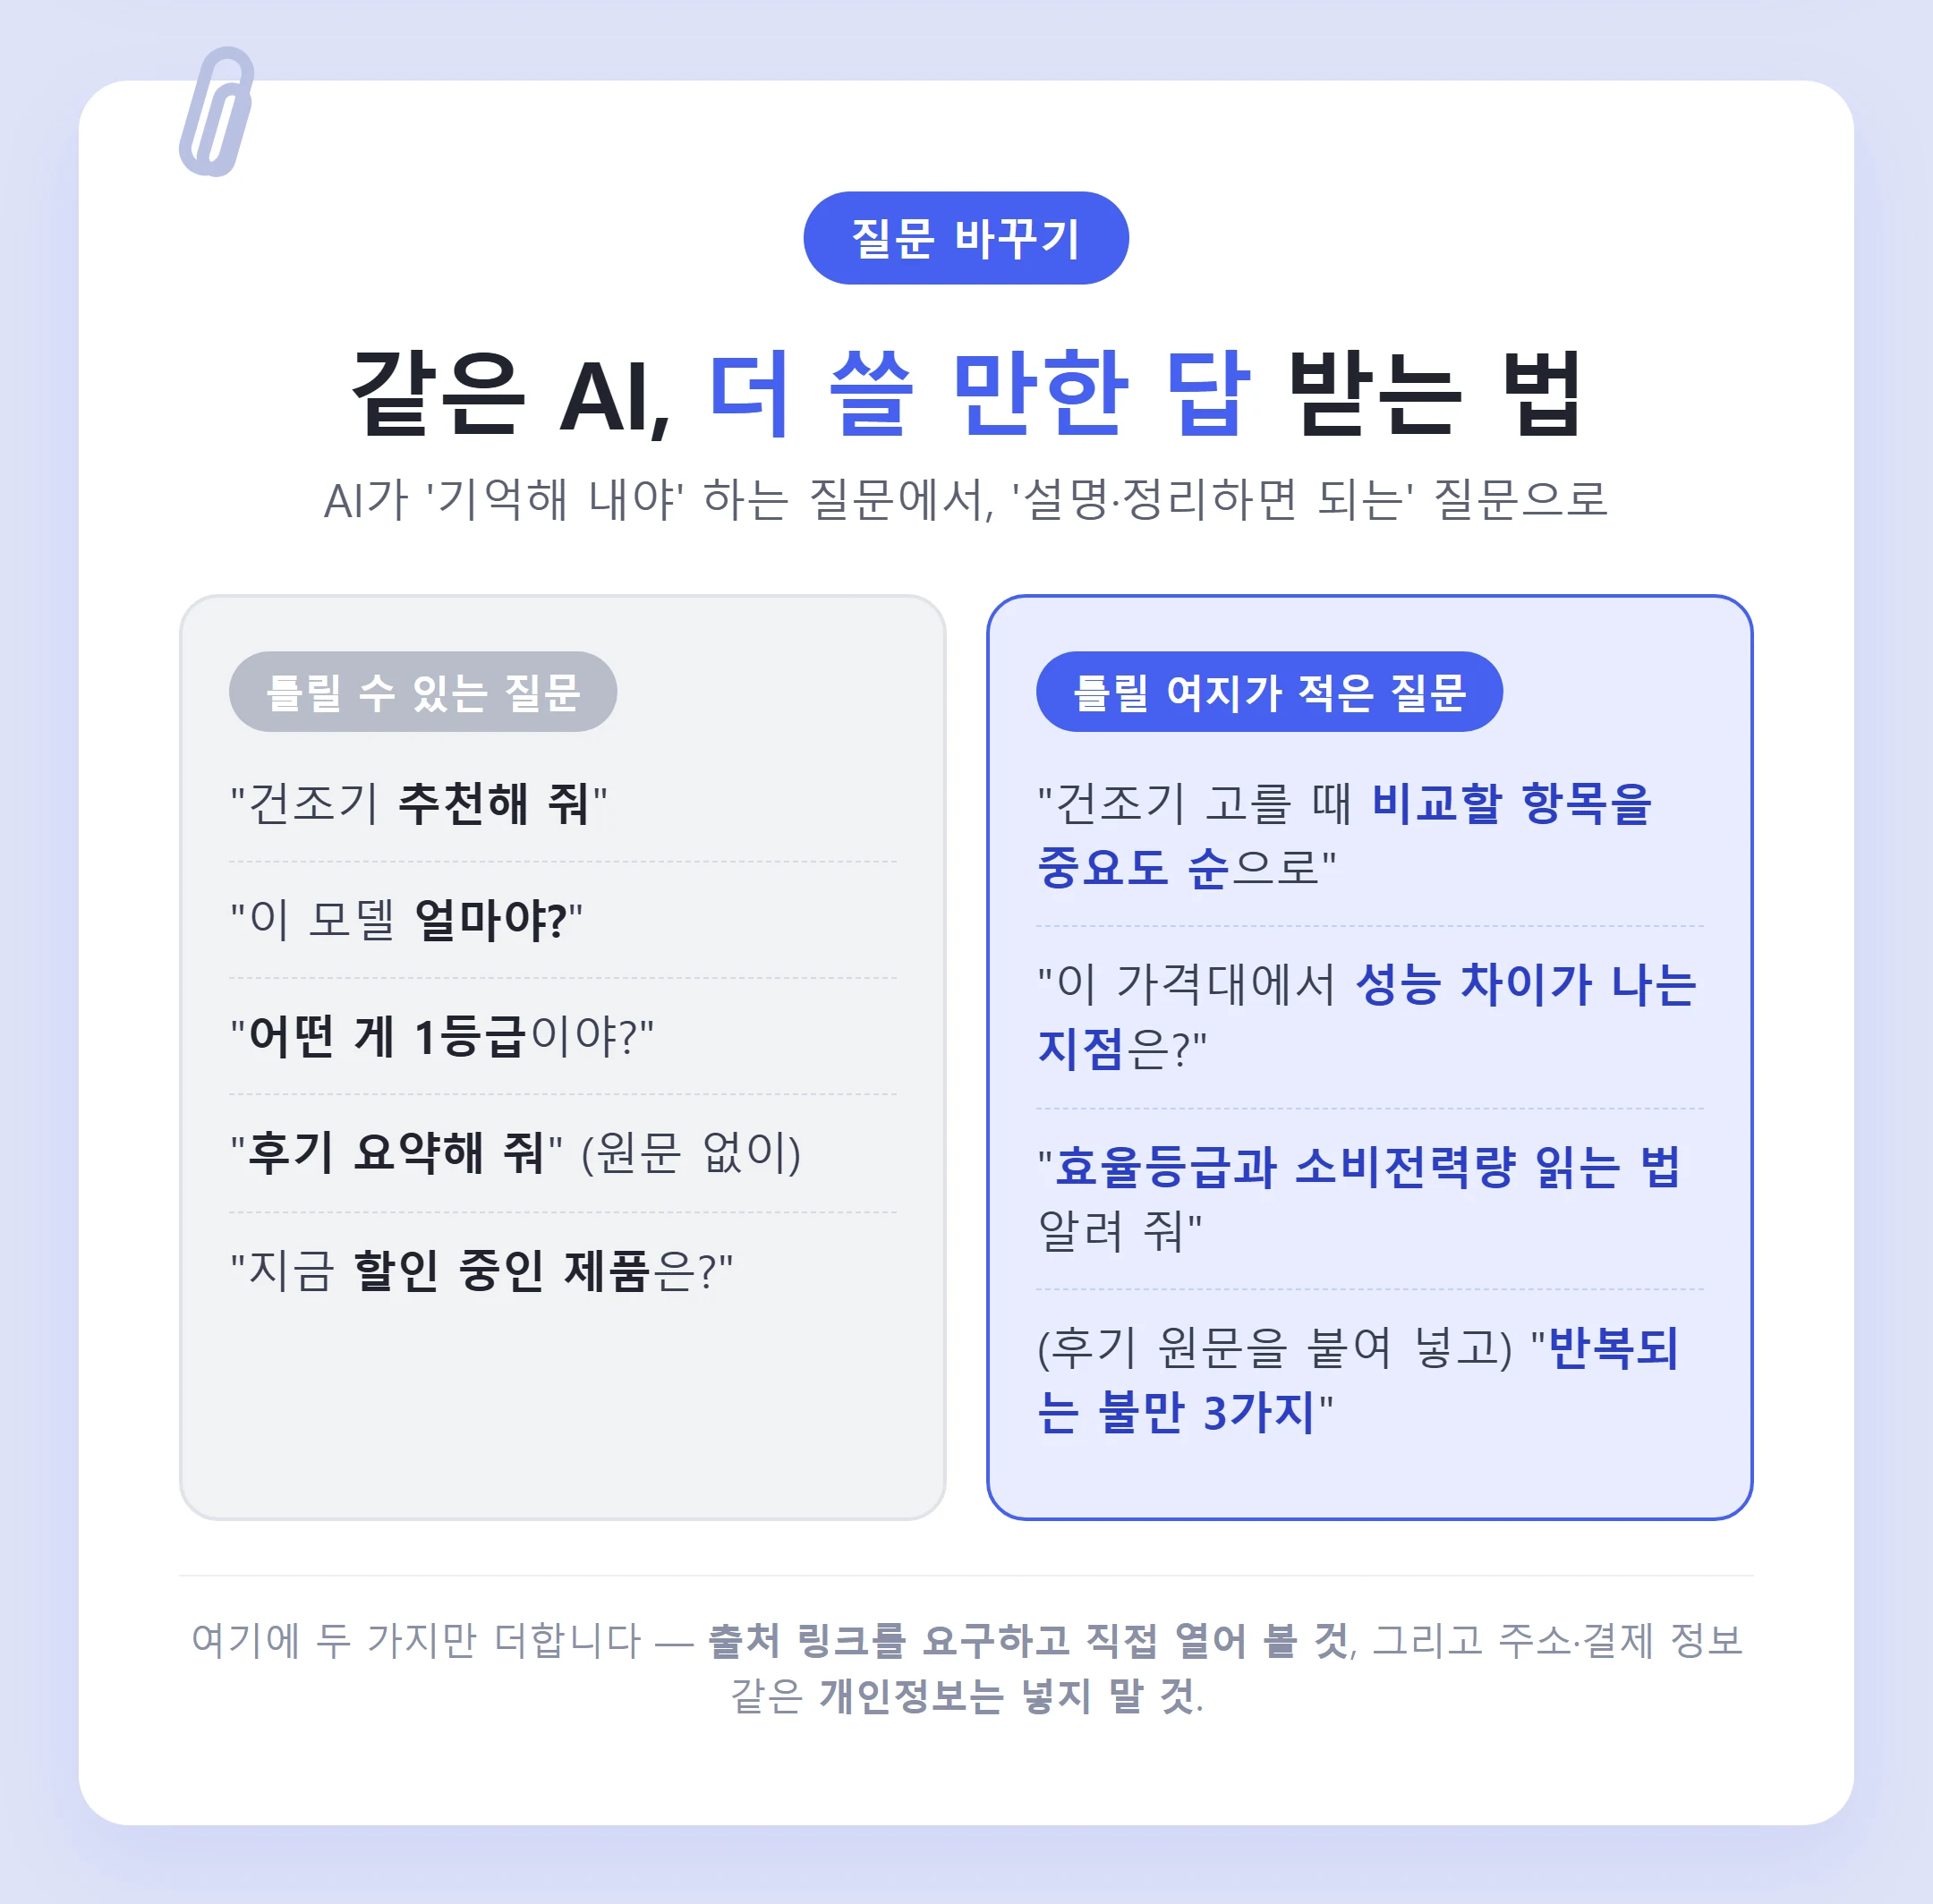 질문 바꾸기
같은 AI, 더 쓸 만한 답 받는 법
AI가 '기억해 내야' 하는 질문에서, '설명·정리하면 되는' 질문으로
틀릴 수 있는 질문
"건조기 추천해 줘"
"이 모델 얼마야?"
"어떤 게 1등급이야?"
"후기 요약해 줘" (원문 없이)
"지금 할인 중인 제품은?"
틀릴 여지가 적은 질문
"건조기 고를 때 비교할 항목을
중요도 순으로"
"이 가격대에서 성능 차이가 나는
지점은?"
"효율등급과 소비전력량 읽는 법
알려 줘"
(후기 원문을 붙여 넣고) "반복되
는 불만 3가지"
여기에 두 가지만 더합니다 — 출처 링크를 요구하고 직접 열어 볼 것, 그리고 주소·결제 정보
같은 개인정보는 넣지 말 것.